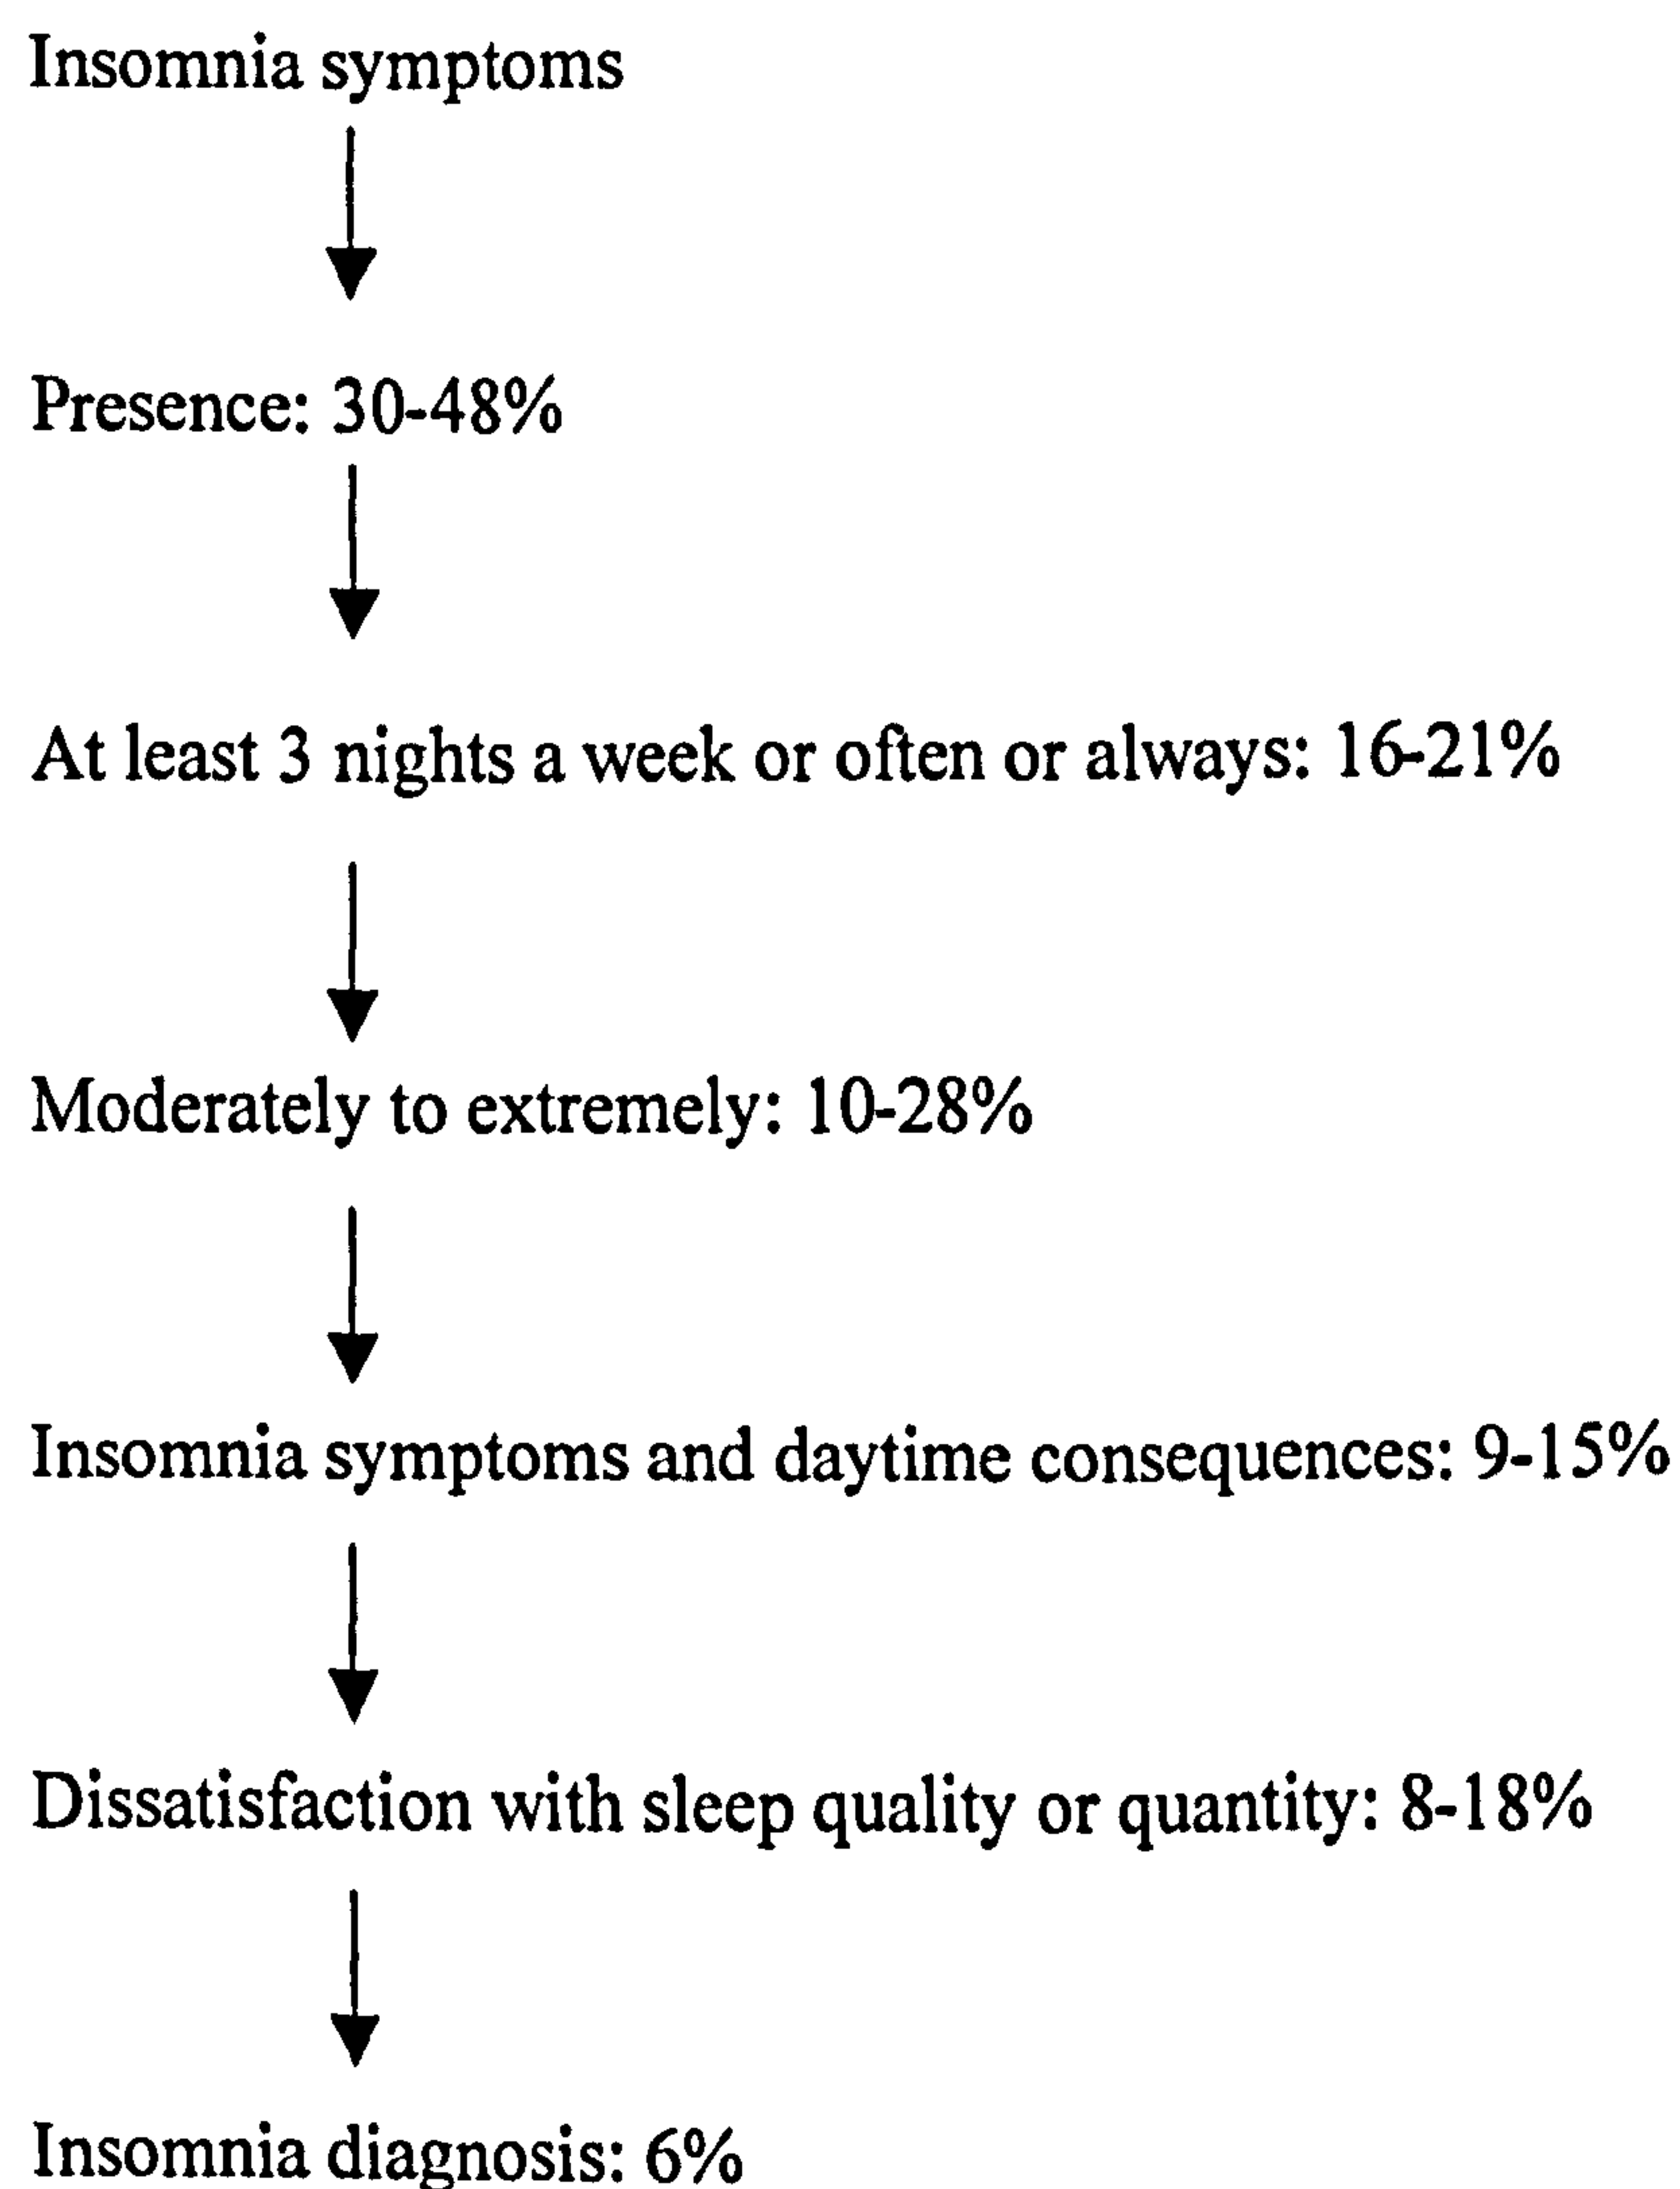 Insomnia symptoms
Presence: 30-48%
At least 3 nights a week or often or always: 16-21%
Moderately to extremely: 10-28%
Insomnia symptoms and daytime consequences: 9-15%
Dissatisfaction with sleep quality or quantity: 8-18%
Insomnia diagnosis: 6%